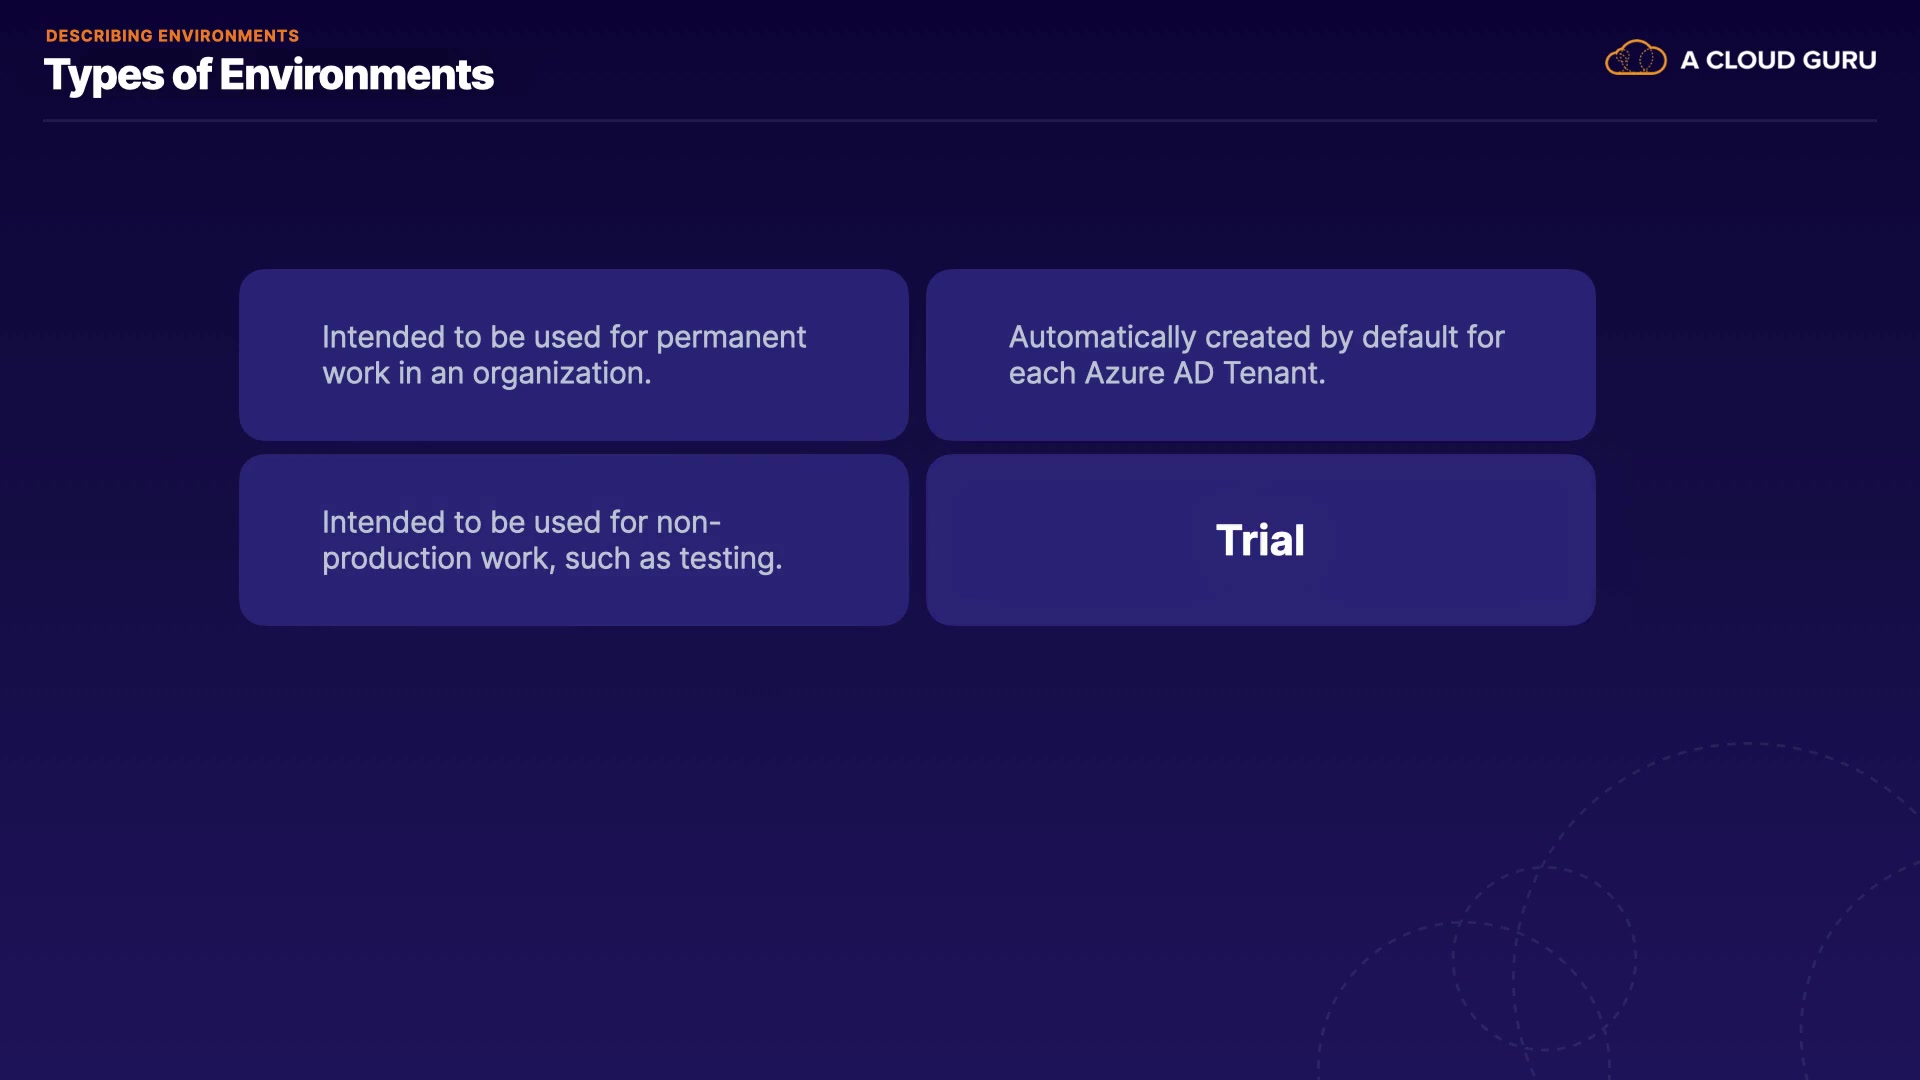 DESCRIBING ENVIRONMENTS
Types of Environments
A CLOUD GURU
Intended to be used for permanent
work in an organization.
Automatically created by default for
each Azure AD Tenant.
Intended to be used for non-
production work, such as testing.
Trial